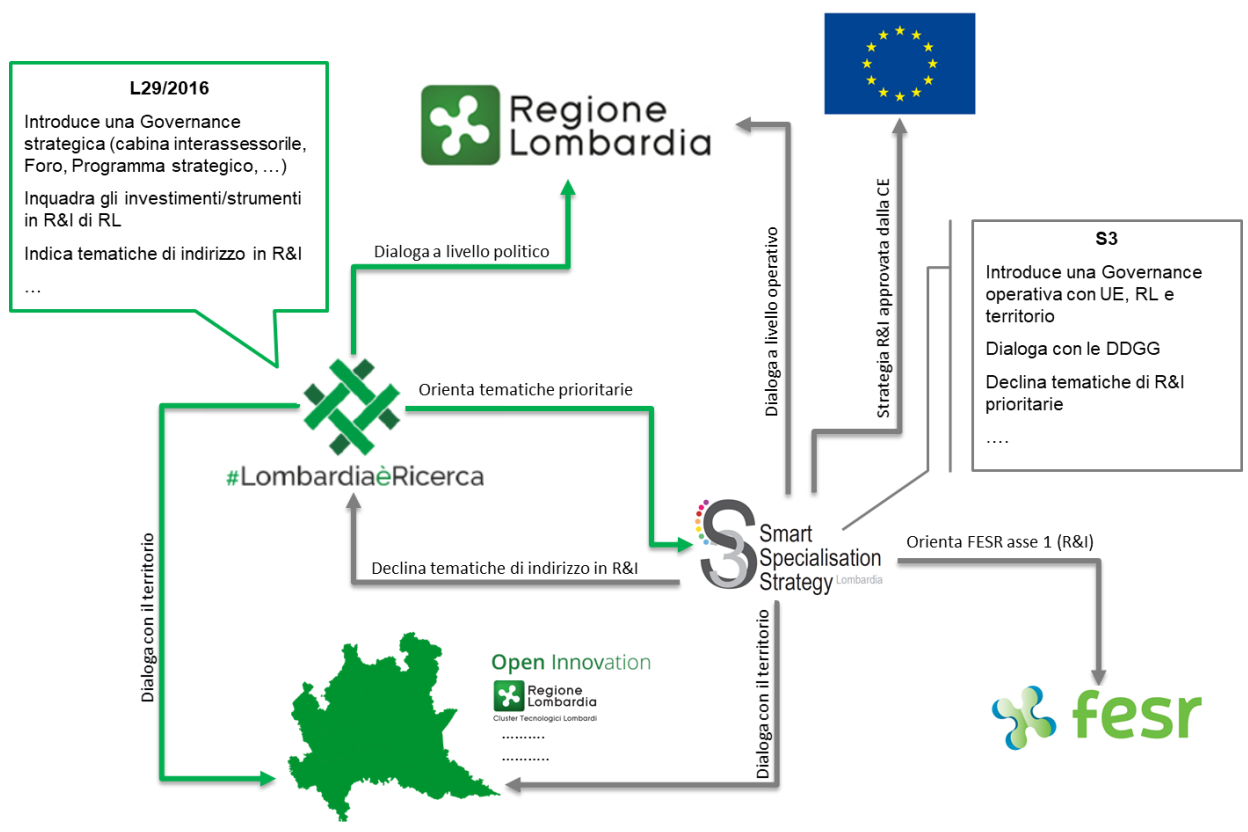 L29/2016
Introduce una Governance
strategica (cabina interassessorile,
Foro, Programma strategico, …)
Inquadra gli investimenti/strumenti
in R&I di RL
Indica tematiche di indirizzo in R&I
…
Regione
Lombardia
Dialoga a livello politico
Dialoga a livello operativo
Strategia R&I approvata dalla CE
S3
Introduce una Governance
operativa con UE, RL e
territorio
Dialoga con le DDGG
Declina tematiche di R&I
prioritarie
….
Orienta tematiche prioritarie
#LombardiaèRicerca
Declina tematiche di indirizzo in R&I
S3
Smart
Specialisation
Strategy Lombardia
Orienta FESR asse 1 (R&I)
Dialoga con il territorio
Dialoga con il territorio
Open Innovation
Regione
Lombardia
Cluster Tecnologici Lombardi
..........
...........
fesr